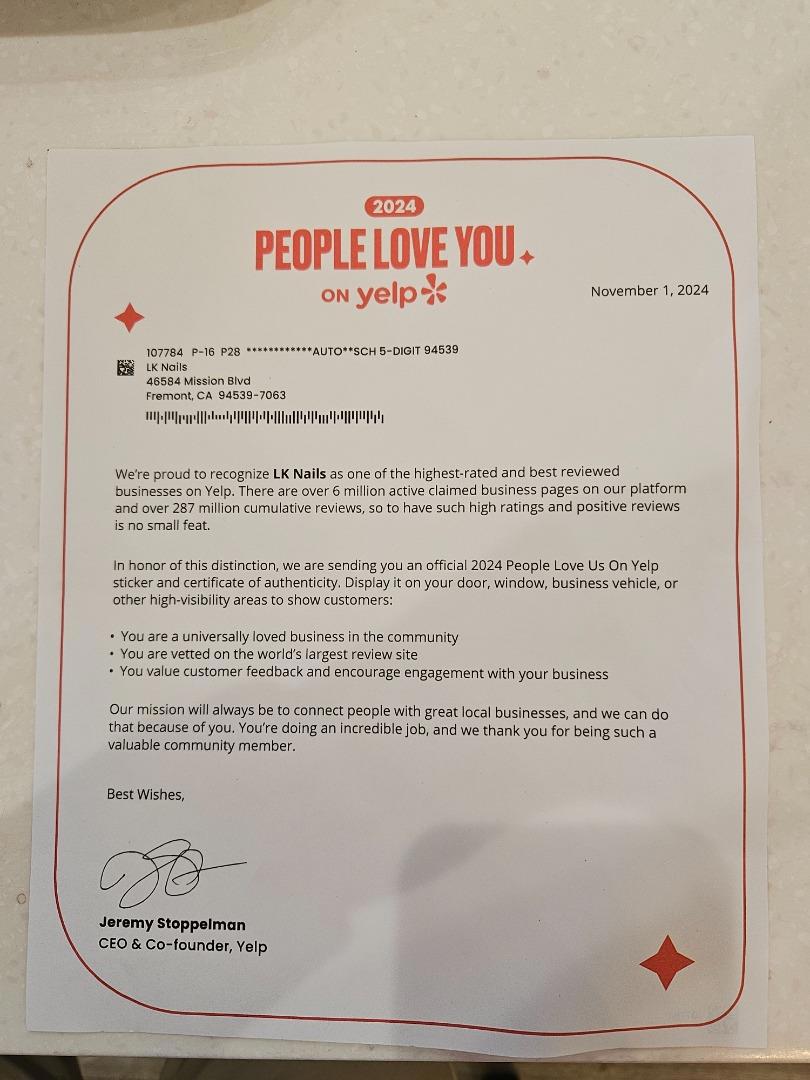 2024
PEOPLE LOVE YOU
ON yelp
November 1, 2024
107784 P-16 P28 ************AUTO**SCH 5-DIGIT 94539
LK Nails
46584 Mission Blvd
Fremont, CA 94539-7063
We're proud to recognize LK Nails as one of the highest-rated and best reviewed
businesses on Yelp. There are over 6 million active claimed business pages on our platform
and over 287 million cumulative reviews, so to have such high ratings and positive reviews
is no small feat.
In honor of this distinction, we are sending you an official 2024 People Love Us On Yelp
sticker and certificate of authenticity. Display it on your door, window, business vehicle, or
other high-visibility areas to show customers:
• You are a universally loved business in the community
• You are vetted on the world's largest review site
• You value customer feedback and encourage engagement with your business
Our mission will always be to connect people with great local businesses, and we can do
that because of you. You're doing an incredible job, and we thank you for being such a
valuable community member.
Best Wishes,
Jeremy Stoppelman
CEO & Co-founder, Yelp